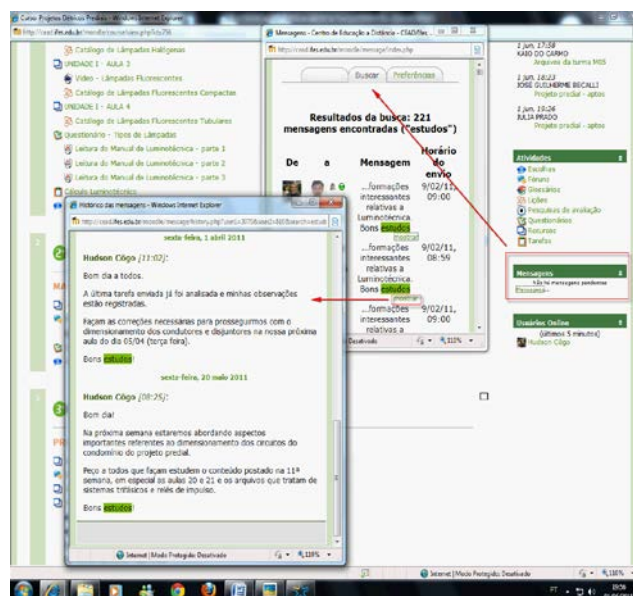 Curso: Projetos Elétricos Prediais - Windows Internet Explorer
Catálogo de Lâmpadas Halógenas
UNIDADE I - AULA 3
Vídeo - Lâmpadas Fluorescentes
Catálogo de Lâmpadas Fluorescentes Compactas
UNIDADE I - AULA 4
Catálogo de Lâmpadas Fluorescentes Tubulares
Questionário - Tipos de Lâmpadas
Leitura do Manual de Luminotécnica - parte 1
Leitura do Manual de Luminotécnica - parte 2
Leitura do Manual de Luminotécnica - parte 3
Cálculo Luminotécnico
Mensagens - Centro de Educação a Distância - CEAD/Ifes
Buscar
Preferências
Resultados da busca: 221
mensagens encontradas ("estudos")
De a Mensagem Horário do envio
...formações 9/02/11,
interessantes 09:00
relativas a
Luminotécnica.
Bons estudos
mostrar
...formações 9/02/11,
interessantes 08:59
relativas a
Luminotécnica.
Bons estudos
mostrar
...formações 9/02/11,
interessantes 09:00
relativas a
1 jun, 17:58
KAIO DO CARMO
Arquivos da turma M05
1 jun, 18:23
JOSÉ GUILHERME BECALLI
Projeto predial - aptos
1 jun, 19:26
JULIA PRADO
Projeto predial - aptos
Atividades
Escolhas
Fóruns
Glossários
Lições
Pesquisas de avaliação
Questionários
Recursos
Tarefas
Mensagens
Não há mensagens pendentes
Mensagens...
Usuários Online
(últimos 5 minutos)
Hudson Côgo
Histórico das mensagens - Windows Internet Explorer
sexta-feira, 1 abril 2011
Hudson Côgo [11:02]:
Bom dia a todos.
A última tarefa enviada já foi analisada e minhas observações
estão registradas.
Façam as correções necessárias para prosseguirmos com o
dimensionamento dos condutores e disjuntores na nossa próxima
aula do dia 05/04 (terça feira).
Bons estudos!
sexta-feira, 20 maio 2011
Hudson Côgo [08:25]:
Bom dia!
Na próxima semana estaremos abordando aspectos
importantes referentes ao dimensionamento dos circuitos do
condomínio do projeto predial.
Peço a todos que façam estudem o conteúdo postado na 11ª
semana, em especial as aulas 20 e 21 e os arquivos que tratam de
sistemas trifásicos e relés de impulso.
Bons estudos!
Internet | Modo Protegido: Desativado
Desativado
Internet | Modo Protegido: Desativado
PT
19:59